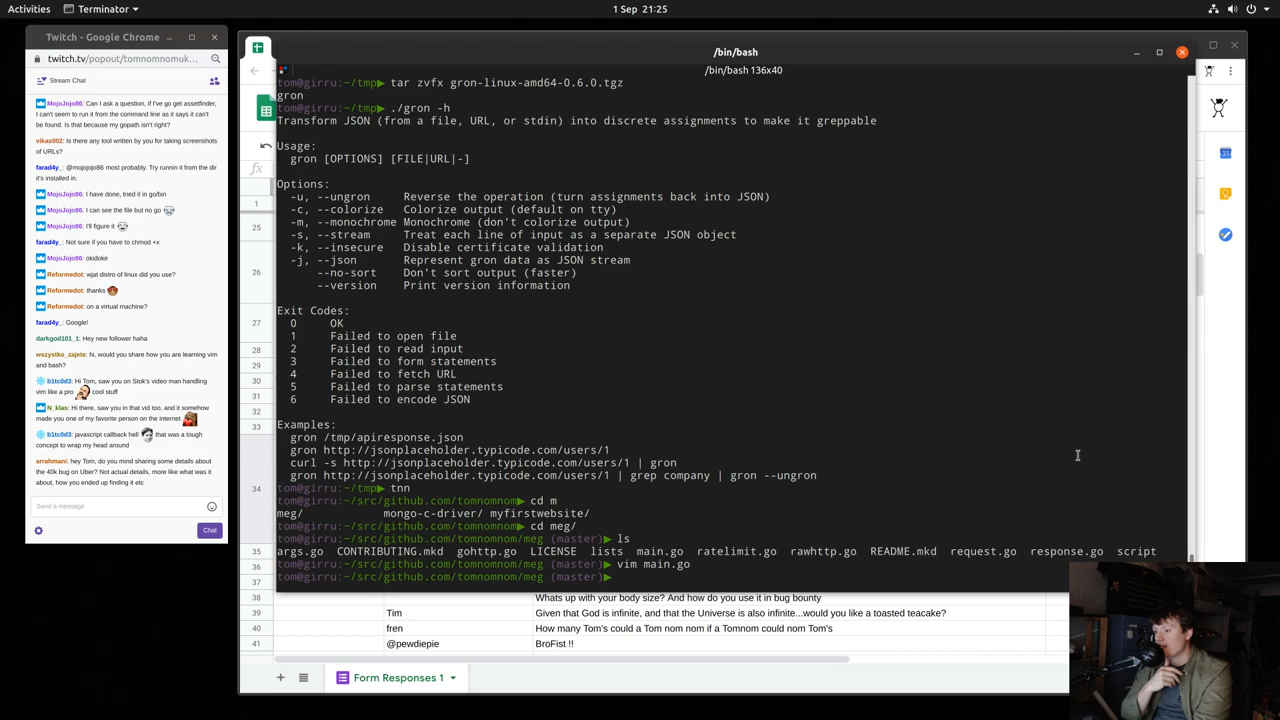 Activities
Terminator
1 Sep 21:25
Twitch - Google Chrome
twitch.tv/popout/tomnomnomuk...
Stream Chat
MojoJojo86: Can I ask a question, if I've go get assetfinder,
I can't seem to run it from the command line as it says it can't
be found. Is that because my gopath isn't right?
vikas002: Is there any tool written by you for taking screenshots
of URLs?
farad4y_: @mojojojo86 most probably. Try runnin it from the dir
it's installed in.
MojoJojo86: I have done, tried it in go/bin
MojoJojo86: I can see the file but no go
MojoJojo86: I'll figure it
farad4y_: Not sure if you have to chmod +x
MojoJojo86: okidoke
Reformedot: wjat distro of linux did you use?
Reformedot: thanks
Reformedot: on a virtual machine?
farad4y_: Google!
darkgod101_1: Hey new follower haha
wszystko_zajete: hi, would you share how you are learning vim
and bash?
b1tc0d3: Hi Tom, saw you on Stok's video man handling
vim like a pro cool stuff
N_klas: Hi there, saw you in that vid too, and it somehow
made you one of my favorite person on the internet
b1tc0d3: javascript callback hell that was a tough
concept to wrap my head around
arrahmani: hey Tom, do you mind sharing some details about
the 40k bug on Uber? Not actual details, more like what was it
about, how you ended up finding it etc
Send a message
Chat
/bin/bash
/bin/bash 136x40
tom@girru:~/tmp▶ tar zvfx gron-linux-amd64-0.6.0.tgz
gron
tom@girru:~/tmp▶ ./gron -h
Transform JSON (from a file, URL, or stdin) into discrete assignments to make it greppable
Usage:
gron [OPTIONS] [FILE|URL|-]
Options:
-u, --ungron Reverse the operation (turn assignments back into JSON)
-c, --colorize Colorize output (default on tty)
-m, --monochrome Monochrome (don't colorize output)
-s, --stream Treat each line of input as a separate JSON object
-k, --insecure Disable certificate validation
-j, --json Represent gron data as JSON stream
--no-sort Don't sort output (faster)
--version Print version information
Exit Codes:
0 OK
1 Failed to open file
2 Failed to read input
3 Failed to form statements
4 Failed to fetch URL
5 Failed to parse statements
6 Failed to encode JSON
Examples:
gron /tmp/apiresponse.json
gron http://jsonplaceholder.typicode.com/users/1
curl -s http://jsonplaceholder.typicode.com/users/1 | gron
gron http://jsonplaceholder.typicode.com/users/1 | grep company | gron --ungron
tom@girru:~/tmp▶ tnn
tom@girru:~/src/github.com/tomnomnom▶ cd m
meg/ mongo-c-driver/ myfirstwebsite/
tom@girru:~/src/github.com/tomnomnom▶ cd meg/
tom@girru:~/src/github.com/tomnomnom/meg (master)▶ ls
args.go CONTRIBUTING.mkd gohttp.go LICENSE lists main.go ratelimit.go rawhttp.go README.mkd request.go response.go script
tom@girru:~/src/github.com/tomnomnom/meg (master)▶ vim main.go
tom@girru:~/src/github.com/tomnomnom/meg (master)▶
fx
1
25
26
27
28
29
30
31
32
33
34
35
36
37
38 Whats up with your body size? And how do you use it in bug bounty
39 Tim Given that God is infinite, and that the Universe is also infinite...would you like a toasted teacake?
40 fren How many Tom's could a Tom nom nom if a Tomnom could nom Tom's
41 @pewdiepie BroFist !!
Form Responses 1
31